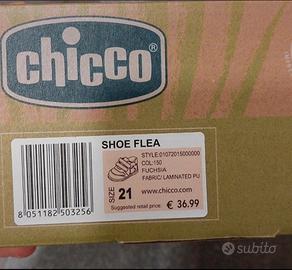 chicco®
SHOE FLEA
STYLE:01072015000000
COL:150
FUCHSIA
FABRIC/ LAMINATED PU
SIZE 21
www.chicco.com
Suggested retail price: € 36.99
8 051182 503256
subito